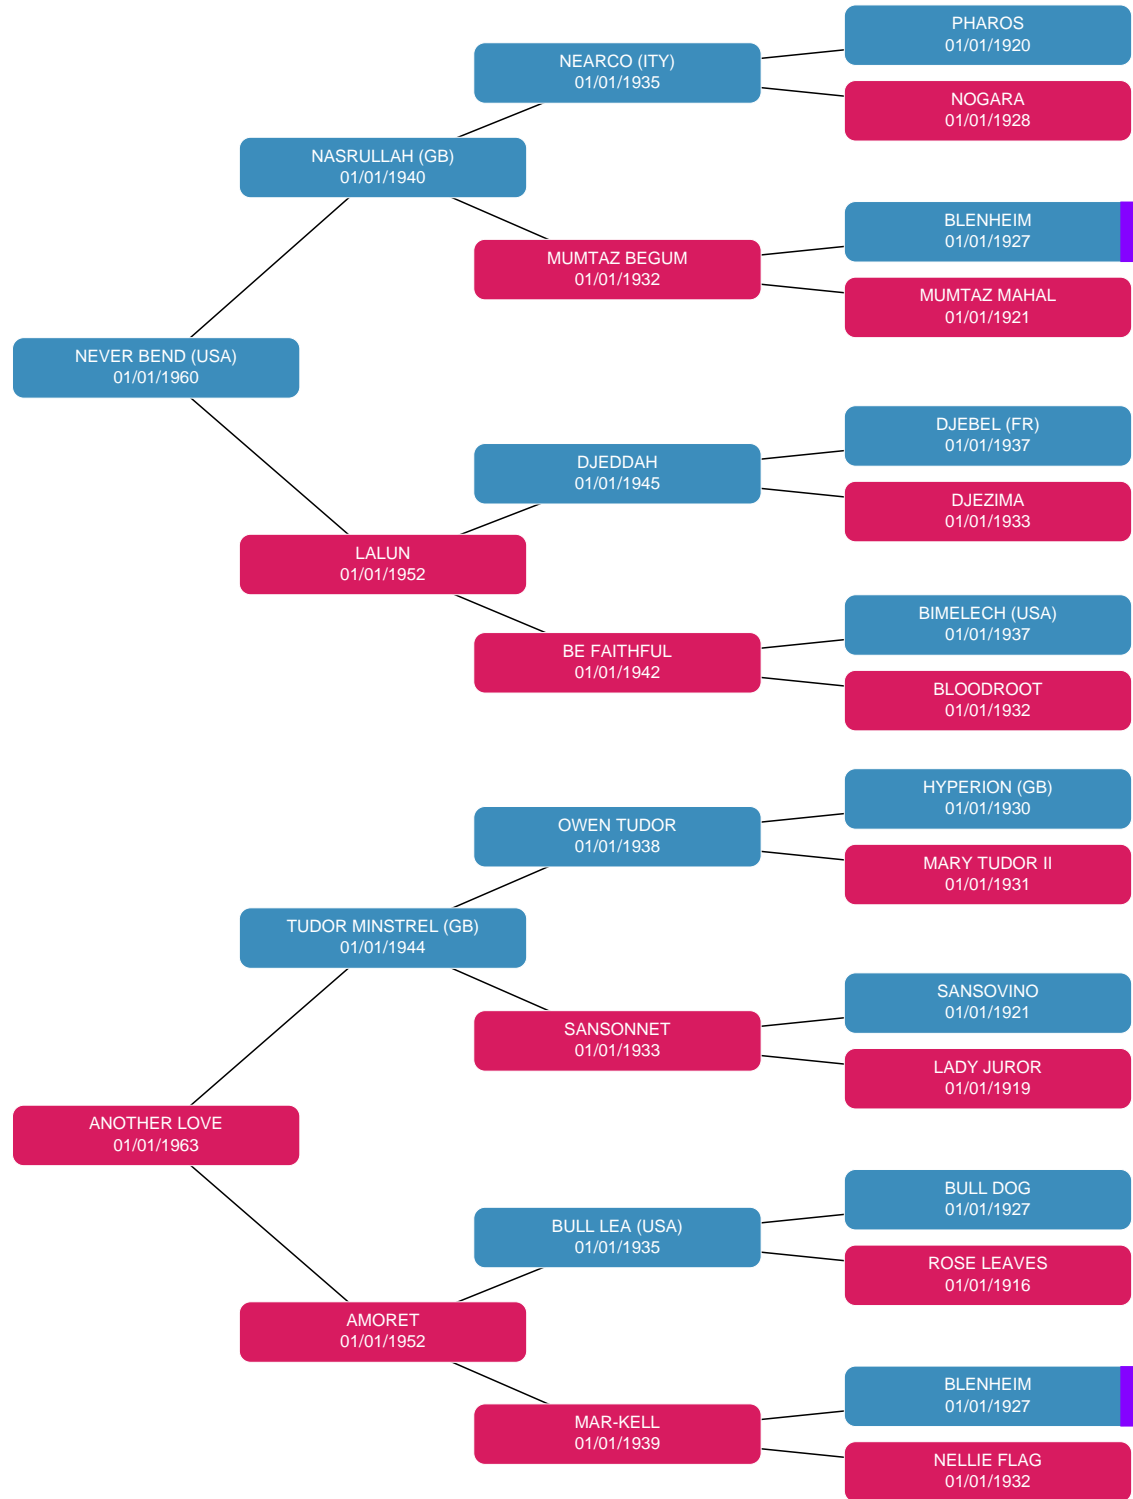 PHAROS
01/01/1920
NEARCO (ITY)
01/01/1935
NOGARA
01/01/1928
NASRULLAH (GB)
01/01/1940
BLENHEIM
01/01/1927
MUMTAZ BEGUM
01/01/1932
MUMTAZ MAHAL
01/01/1921
NEVER BEND (USA)
01/01/1960
DJEBEL (FR)
01/01/1937
DJEDDAH
01/01/1945
DJEZIMA
01/01/1933
LALUN
01/01/1952
BIMELECH (USA)
01/01/1937
BE FAITHFUL
01/01/1942
BLOODROOT
01/01/1932
HYPERION (GB)
01/01/1930
OWEN TUDOR
01/01/1938
MARY TUDOR II
01/01/1931
TUDOR MINSTREL (GB)
01/01/1944
SANSOVINO
01/01/1921
SANSONNET
01/01/1933
LADY JUROR
01/01/1919
ANOTHER LOVE
01/01/1963
BULL DOG
01/01/1927
BULL LEA (USA)
01/01/1935
ROSE LEAVES
01/01/1916
AMORET
01/01/1952
BLENHEIM
01/01/1927
MAR-KELL
01/01/1939
NELLIE FLAG
01/01/1932